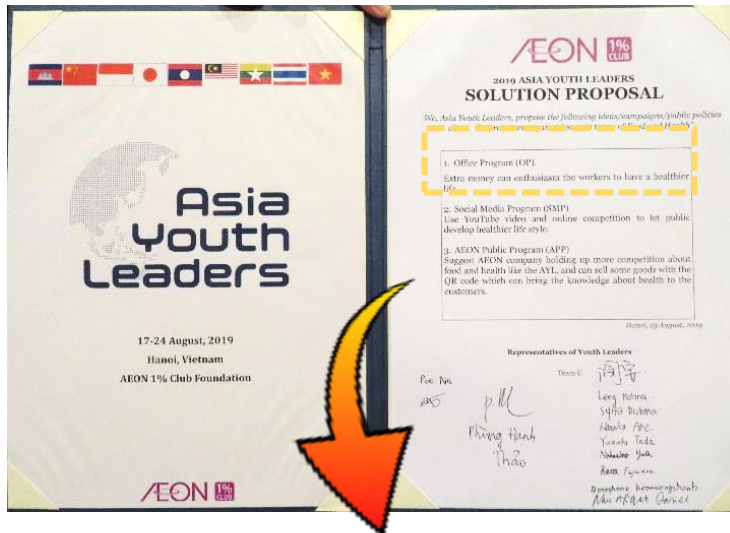 Asia
Youth
Leaders
17-24 August, 2019
Hanoi, Vietnam
AEON 1% Club Foundation
ÆON 1% CLUB
ÆON 1% CLUB
2019 ASIA YOUTH LEADERS
SOLUTION PROPOSAL
We, Asia Youth Leaders, propose the following ideas/campaigns/public policies
of Food and Health"
1. Office Program (OP)
Extra money can enthusiasm the workers to have a healthier
life
2. Social Media Program (SMP)
Use YouTube video and online competition to let public
develop healthier life style.
3. AEON Public Program (APP)
Suggest AEON company holding up more competition about
food and health like the AYL, and can sell some goods with the
QR code which can bring the knowledge about health to the
customers.
Hanoi, 23 August, 2019
Representatives of Youth Leaders
Team C
Phùng Hạnh
Thảo
Leng
Yuzuki Tada